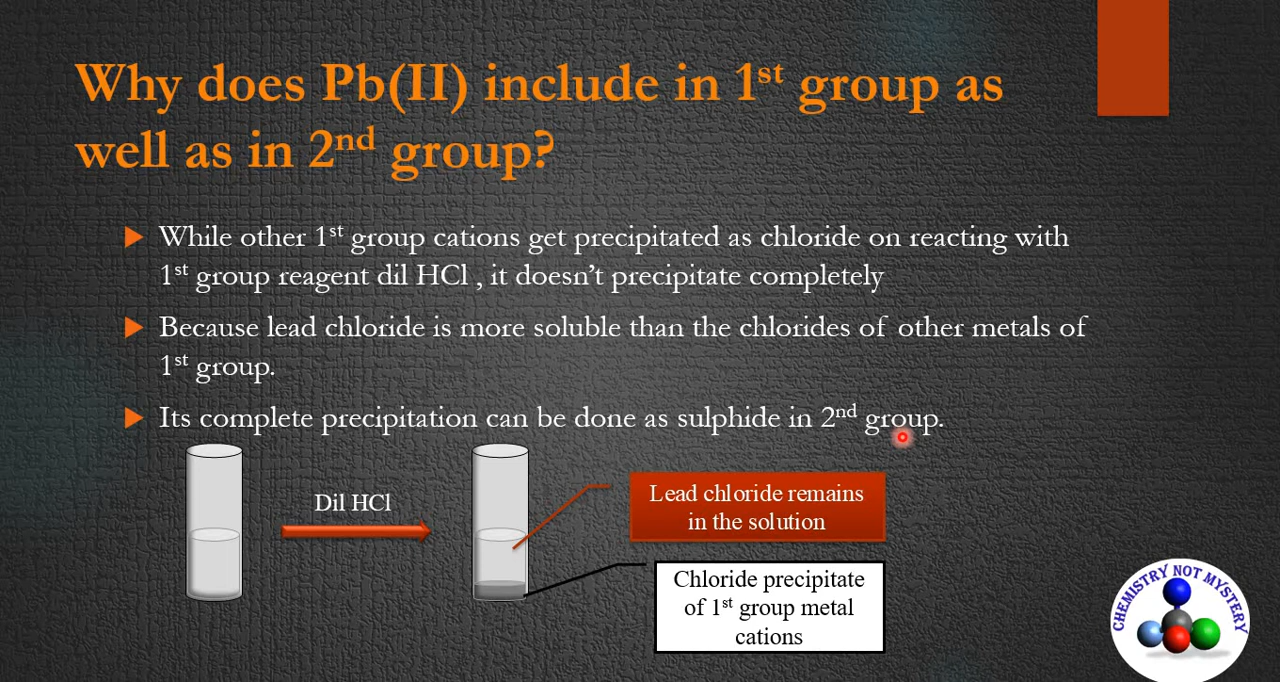 Why does Pb(II) include in 1st group as
well as in 2nd group?
While other 1st group cations get precipitated as chloride on reacting with
1st group reagent dil HCl , it doesn’t precipitate completely
Because lead chloride is more soluble than the chlorides of other metals of
1st group.
Its complete precipitation can be done as sulphide in 2nd group.
Dil HCl
Lead chloride remains
in the solution
Chloride precipitate
of 1st group metal
cations
CHEMISTRY NOT MYSTERY